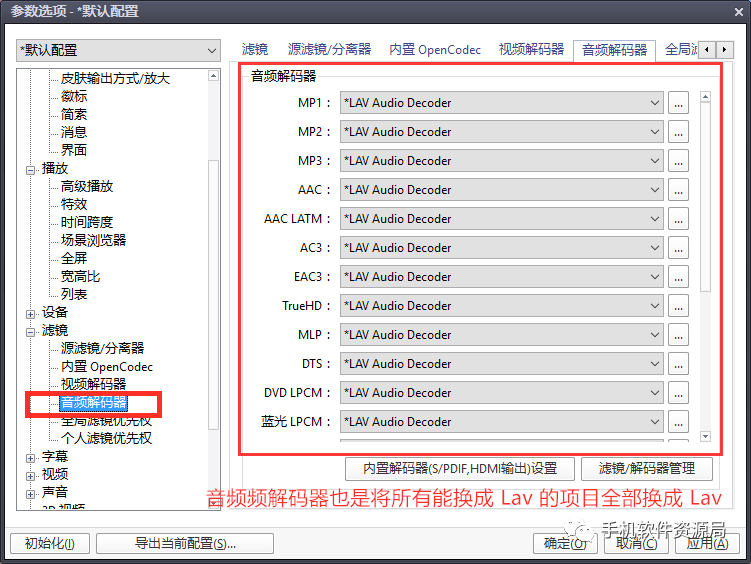 参数选项 - *默认配置
*默认配置
皮肤输出方式/放大
徽标
简索
消息
界面
播放
高级播放
特效
时间跨度
场景浏览器
全屏
宽高比
列表
设备
滤镜
源滤镜/分离器
内置 OpenCodec
视频解码器
音频解码器
全局滤镜优先权
个人滤镜优先权
字幕
视频
声音
3D 视频
滤镜 源滤镜/分离器 内置 OpenCodec 视频解码器 音频解码器 全局滤
音频解码器
MP1： *LAV Audio Decoder ...
MP2： *LAV Audio Decoder ...
MP3： *LAV Audio Decoder ...
AAC： *LAV Audio Decoder ...
AAC LATM： *LAV Audio Decoder ...
AC3： *LAV Audio Decoder ...
EAC3： *LAV Audio Decoder ...
TrueHD： *LAV Audio Decoder ...
MLP： *LAV Audio Decoder ...
DTS： *LAV Audio Decoder ...
DVD LPCM： *LAV Audio Decoder ...
蓝光 LPCM： *LAV Audio Decoder ...
内置解码器(S/PDIF,HDMI输出)设置 滤镜/解码器管理
音频频解码器也是将所有能换成 Lav 的项目全部换成 Lav
手机软件资源局
初始化(I) 导出当前配置(S)... 确定(O) 取消(C) 应用(A)